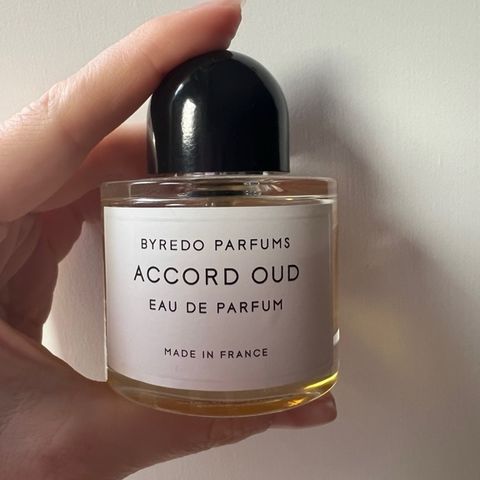 BYREDO PARFUMS
ACCORD OUD
EAU DE PARFUM
MADE IN FRANCE